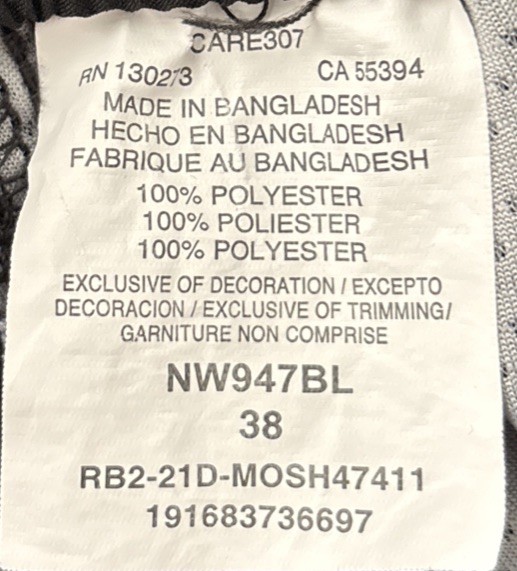 CARE307
RN 130273 CA 55394
MADE IN BANGLADESH
HECHO EN BANGLADESH
FABRIQUE AU BANGLADESH
100% POLYESTER
100% POLIESTER
100% POLYESTER
EXCLUSIVE OF DECORATION / EXCEPTO
DECORACION / EXCLUSIVE OF TRIMMING/
GARNITURE NON COMPRISE
NW947BL
38
RB2-21D-MOSH47411
191683736697